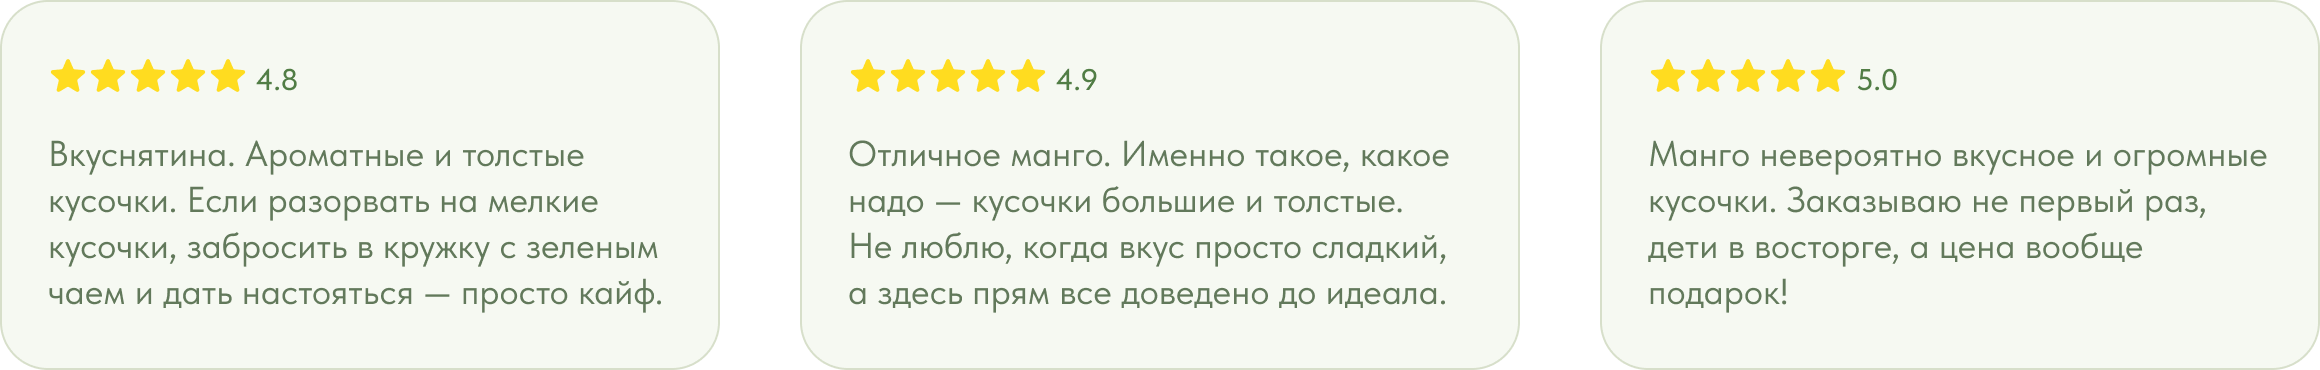 4.8
Вкуснятина. Ароматные и толстые
кусочки. Если разорвать на мелкие
кусочки, забросить в кружку с зеленым
чаем и дать настояться — просто кайф.
4.9
Отличное манго. Именно такое, какое
надо — кусочки большие и толстые.
Не люблю, когда вкус просто сладкий,
а здесь прям все доведено до идеала.
5.0
Манго невероятно вкусное и огромные
кусочки. Заказываю не первый раз,
дети в восторге, а цена вообще
подарок!